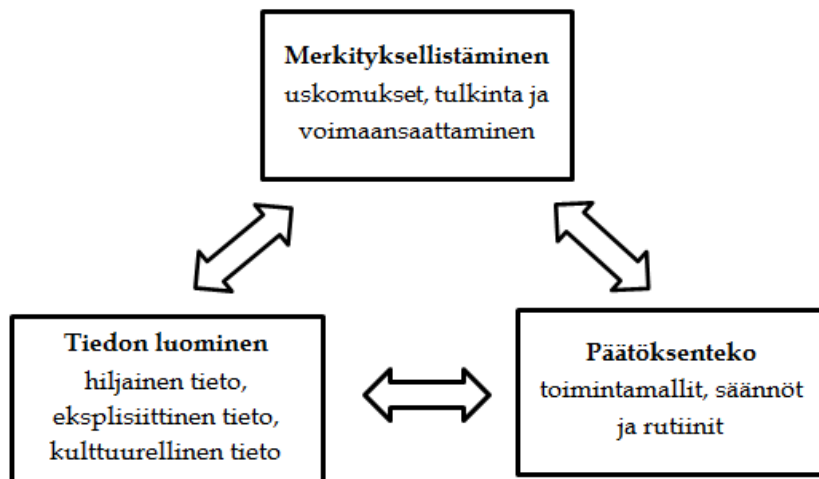 Merkityksellistäminen
uskomukset, tulkinta ja
voimaansaattaminen
Tiedon luominen
hiljainen tieto,
eksplisiittinen tieto,
kulttuurellinen tieto
Päätöksenteko
toimintamallit, säännöt
ja rutiinit